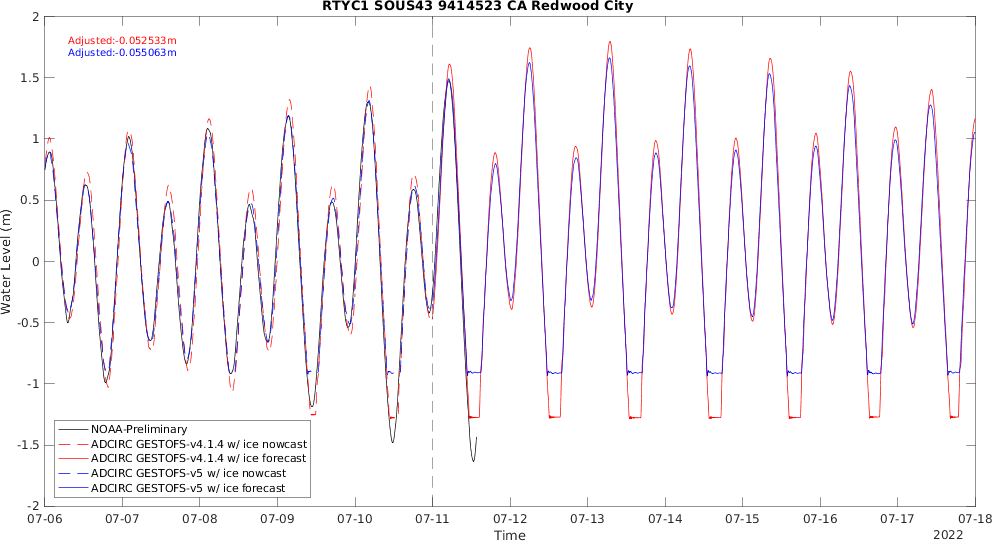 RTYC1 SOUS43 9414523 CA Redwood City
Adjusted:-0.052533m
Adjusted:-0.055063m
2
1.5
1
0.5
0
-0.5
-1
-1.5
-2
Water Level (m)
NOAA-Preliminary
ADCIRC GESTOFS-v4.1.4 w/ ice nowcast
ADCIRC GESTOFS-v4.1.4 w/ ice forecast
ADCIRC GESTOFS-v5 w/ ice nowcast
ADCIRC GESTOFS-v5 w/ ice forecast
07-06 07-07 07-08 07-09 07-10 07-11 07-12 07-13 07-14 07-15 07-16 07-17 07-18
Time
2022